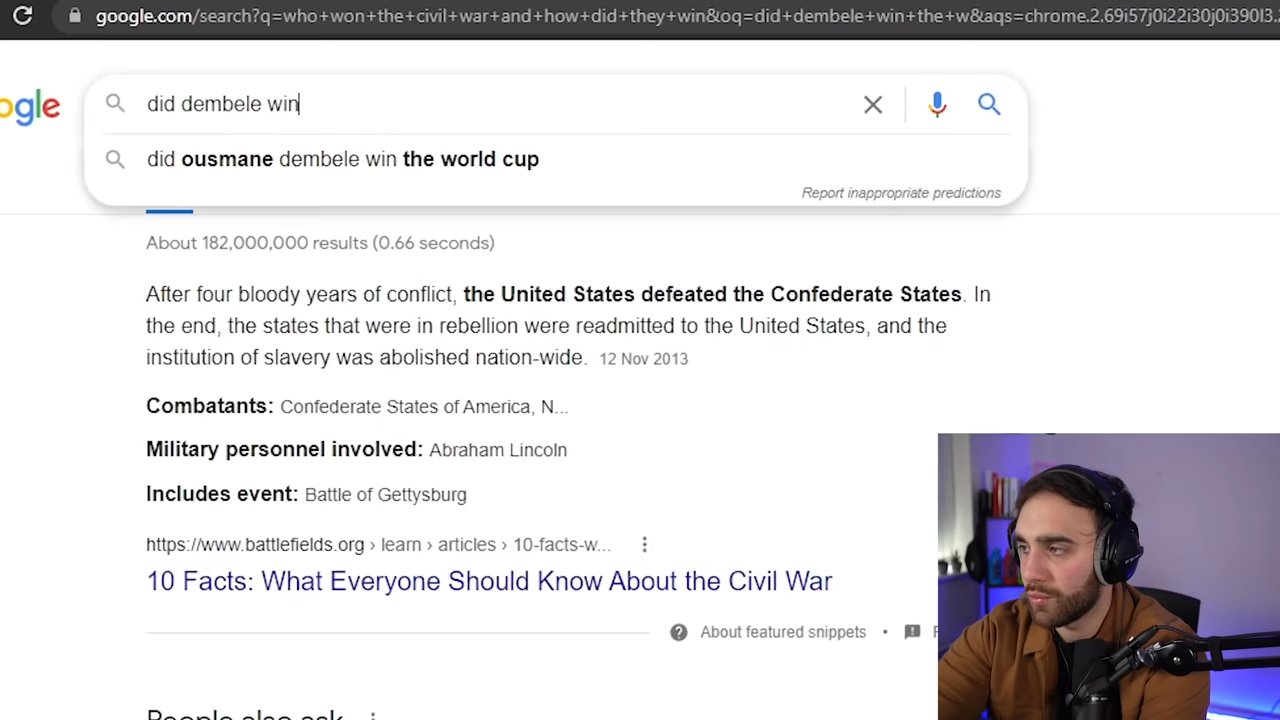 google.com/search?q=who+won+the+civil+war+and+how+did+they+win&oq=did+dembele+win+the+w&aqs=chrome.2.69i57j0i22i30j0i390l3.
ogle
did dembele win
did ousmane dembele win the world cup
Report inappropriate predictions
About 182,000,000 results (0.66 seconds)
After four bloody years of conflict, the United States defeated the Confederate States. In
the end, the states that were in rebellion were readmitted to the United States, and the
institution of slavery was abolished nation-wide. 12 Nov 2013
Combatants: Confederate States of America, N...
Military personnel involved: Abraham Lincoln
Includes event: Battle of Gettysburg
https://www.battlefields.org › learn › articles › 10-facts-w...
10 Facts: What Everyone Should Know About the Civil War
About featured snippets • F
People also ask